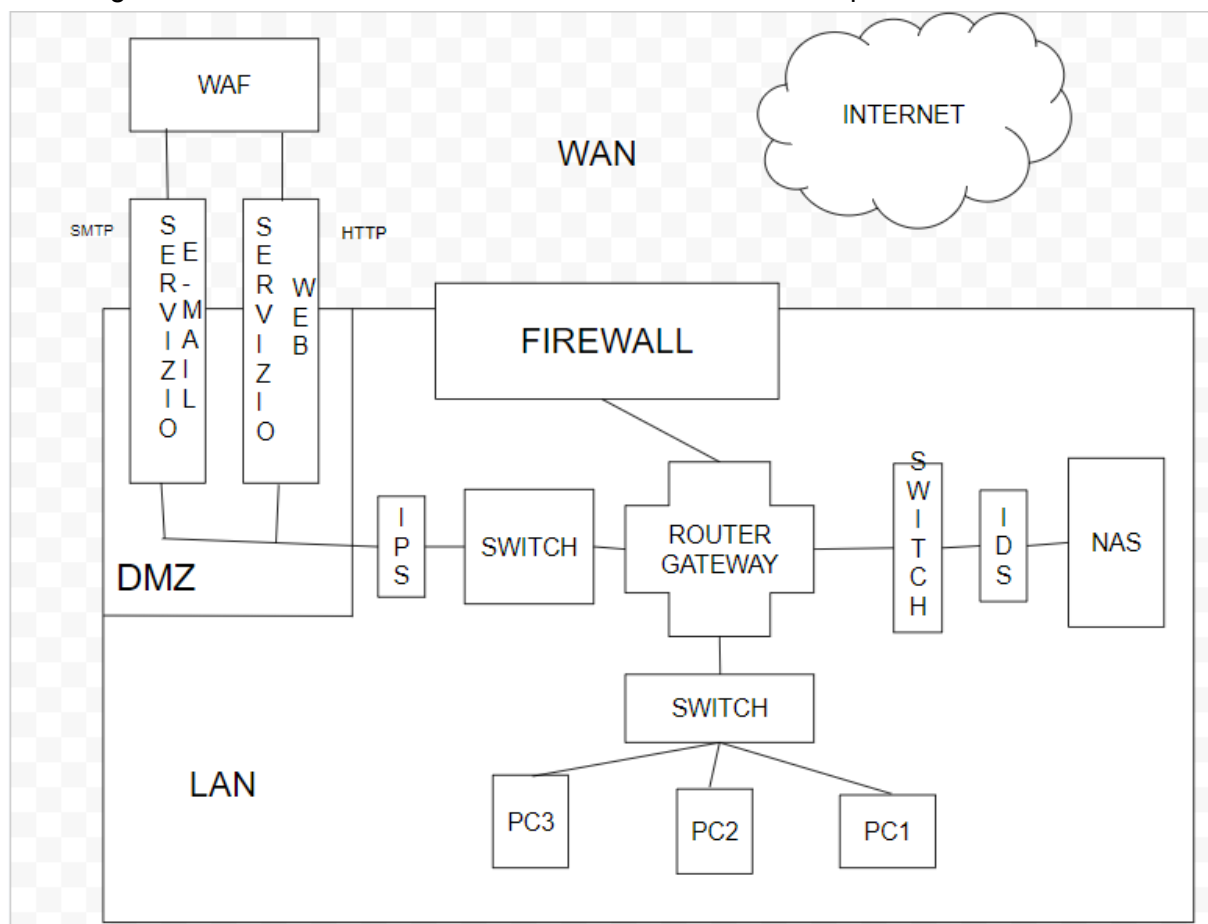 WAF
INTERNET
WAN
SMTP
SERVIZIO
E-MAIL
SERVIZIO
WEB
HTTP
FIREWALL
DMZ
IPS
SWITCH
ROUTER
GATEWAY
SWITCH
IDS
NAS
SWITCH
LAN
PC3
PC2
PC1